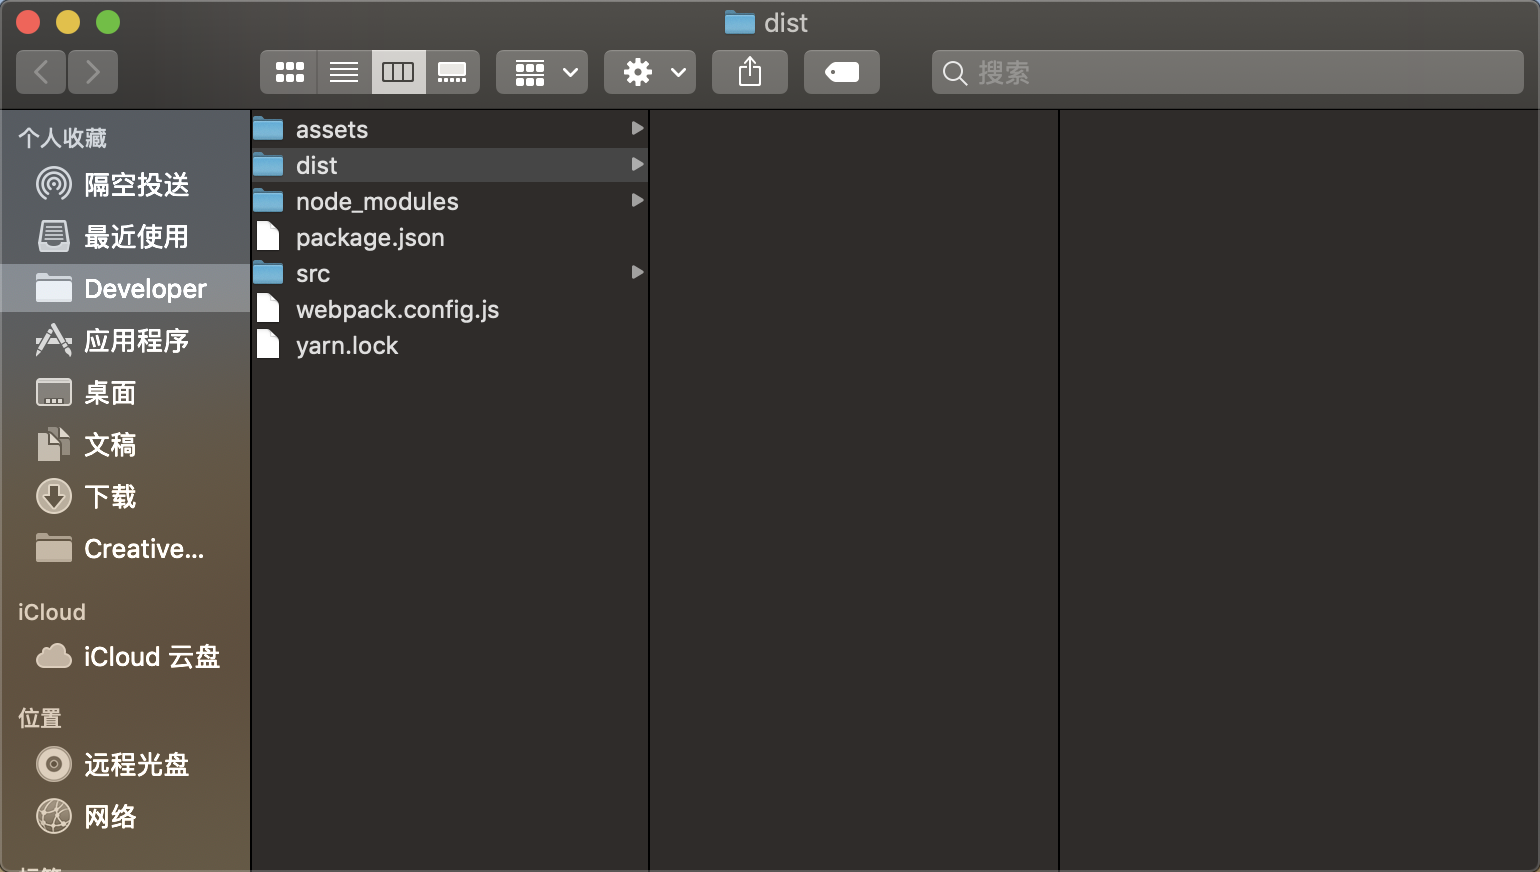 dist
搜索
个人收藏
隔空投送
最近使用
Developer
应用程序
桌面
文稿
下载
Creative...
iCloud
iCloud 云盘
位置
远程光盘
网络
assets
dist
node_modules
package.json
src
webpack.config.js
yarn.lock